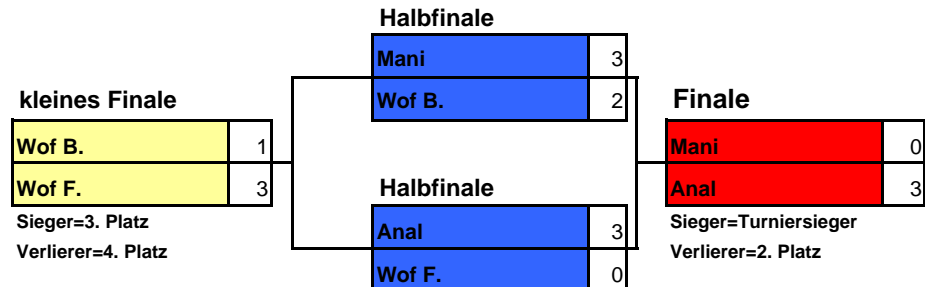 Halbfinale
Mani 3
Wof B. 2
kleines Finale
Wof B. 1
Wof F. 3
Sieger=3. Platz
Verlierer=4. Platz
Halbfinale
Anal 3
Wof F. 0
Finale
Mani 0
Anal 3
Sieger=Turniersieger
Verlierer=2. Platz